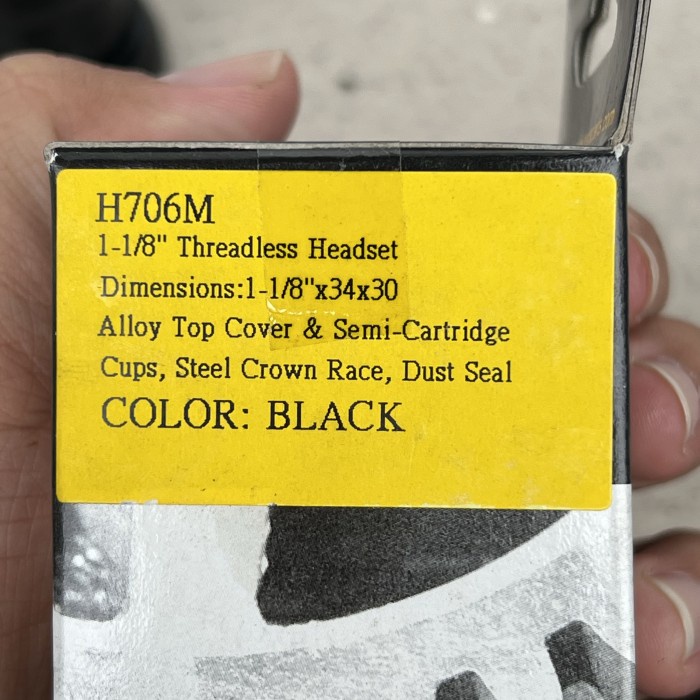 H706M
1-1/8" Threadless Headset
Dimensions:1-1/8"x34x30
Alloy Top Cover & Semi-Cartridge
Cups, Steel Crown Race, Dust Seal
COLOR: BLACK